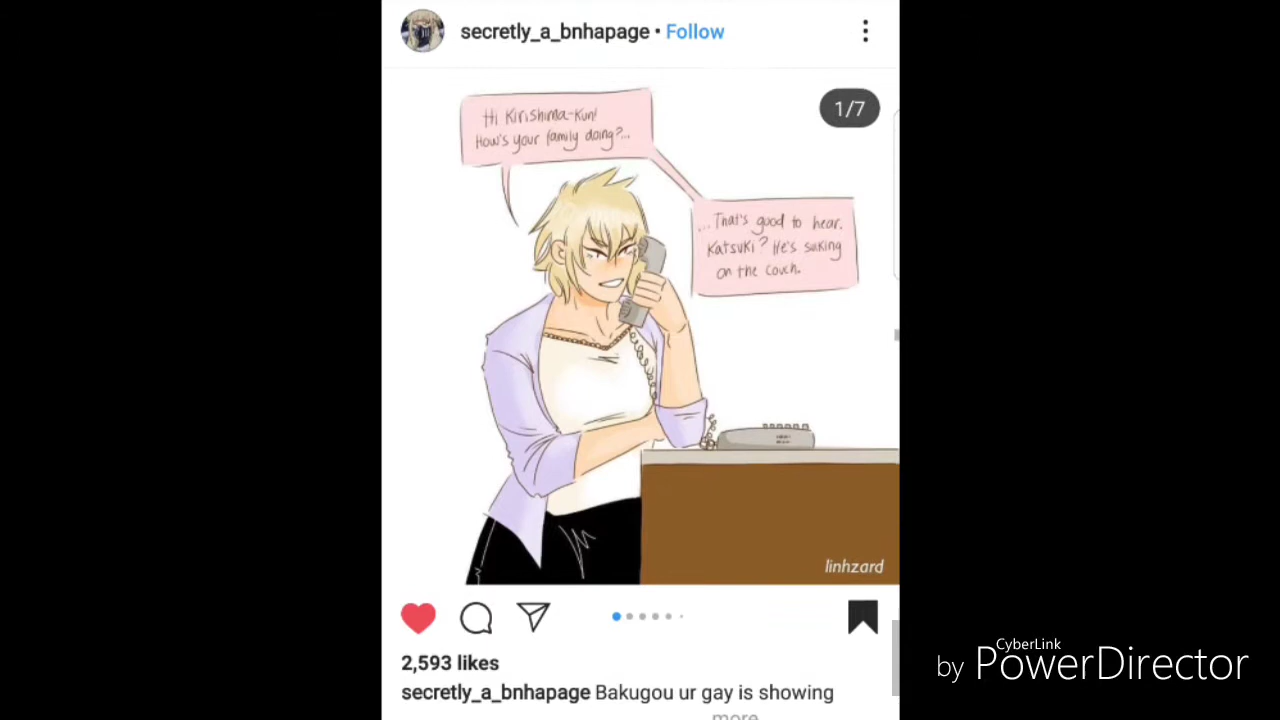 secretly_a_bnhapage • Follow
1/7
Hi Kirishima-Kun!
How's your family doing?...
...That's good to hear.
Katsuki? He's sulking
on the couch.
linhzard
2,593 likes
secretly_a_bnhapage Bakugou ur gay is showing
more
CyberLink
by PowerDirector